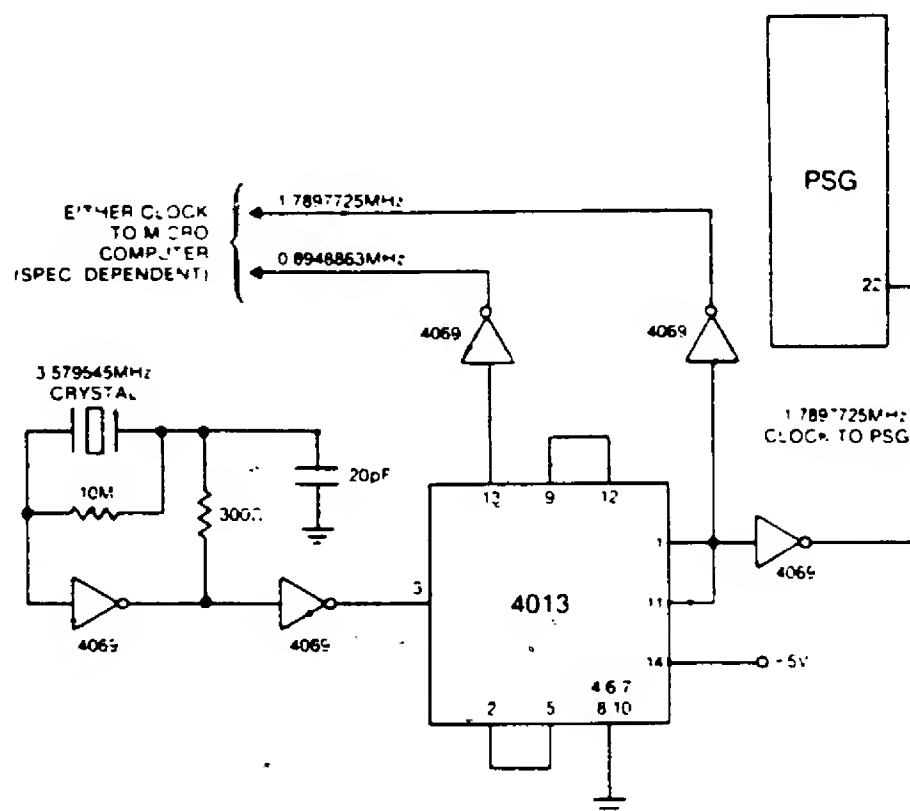 PSG
22
1.7897725MHz
EITHER CLOCK
TO MICRO
COMPUTER
(SPEC. DEPENDENT)
0.8948863MHz
4069
4069
3.579545MHz
CRYSTAL
1.7897725MHz
CLOCK TO PSG
20pF
10M
300Ω
13
9
12
1
4069
3
4013
11
4069
4069
14
+5V
4 6 7
2
5
8 10